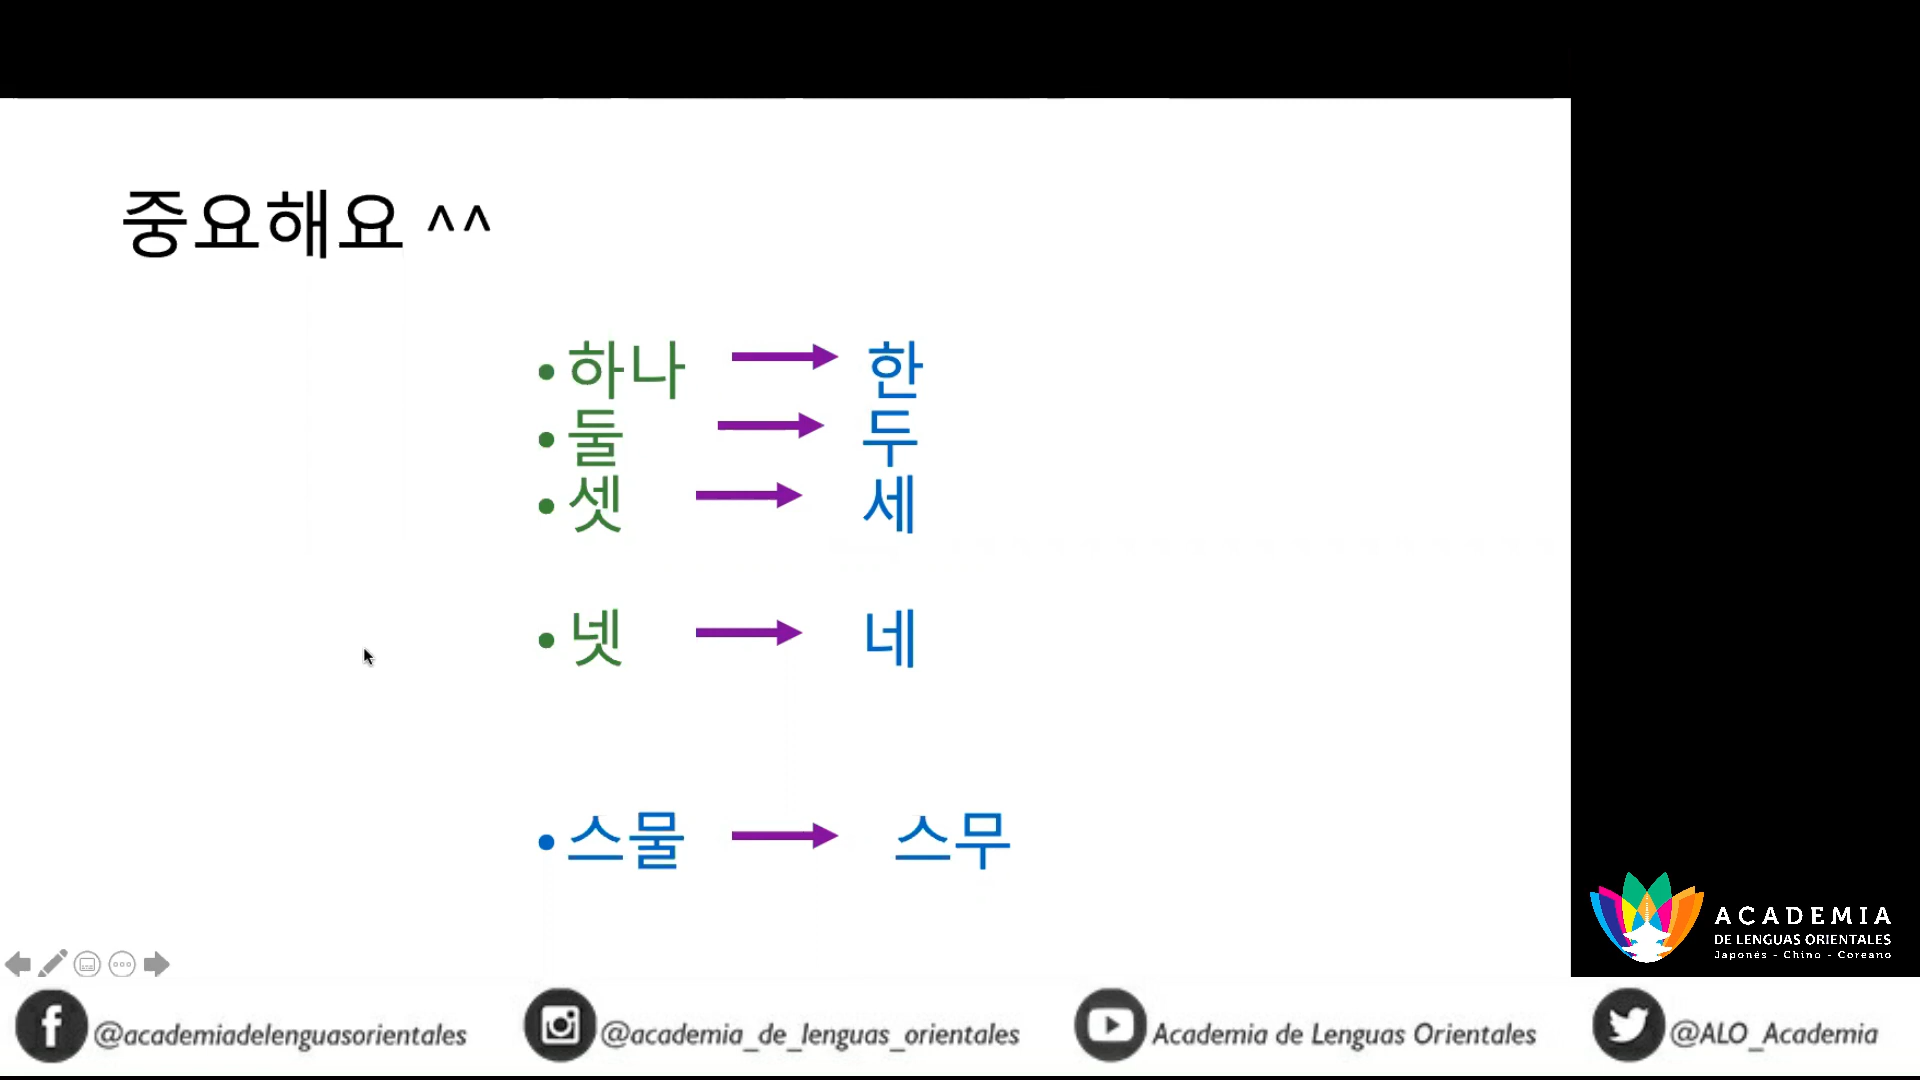 중요해요 ^^
• 하나 → 한
• 둘 → 두
• 셋 → 세
• 넷 → 네
• 스물 → 스무
ACADEMIA
DE LENGUAS ORIENTALES
Japonés - Chino - Coreano
@academiadelenguasorientales
@academia_de_lenguas_orientales
Academia de Lenguas Orientales
@ALO_Academia